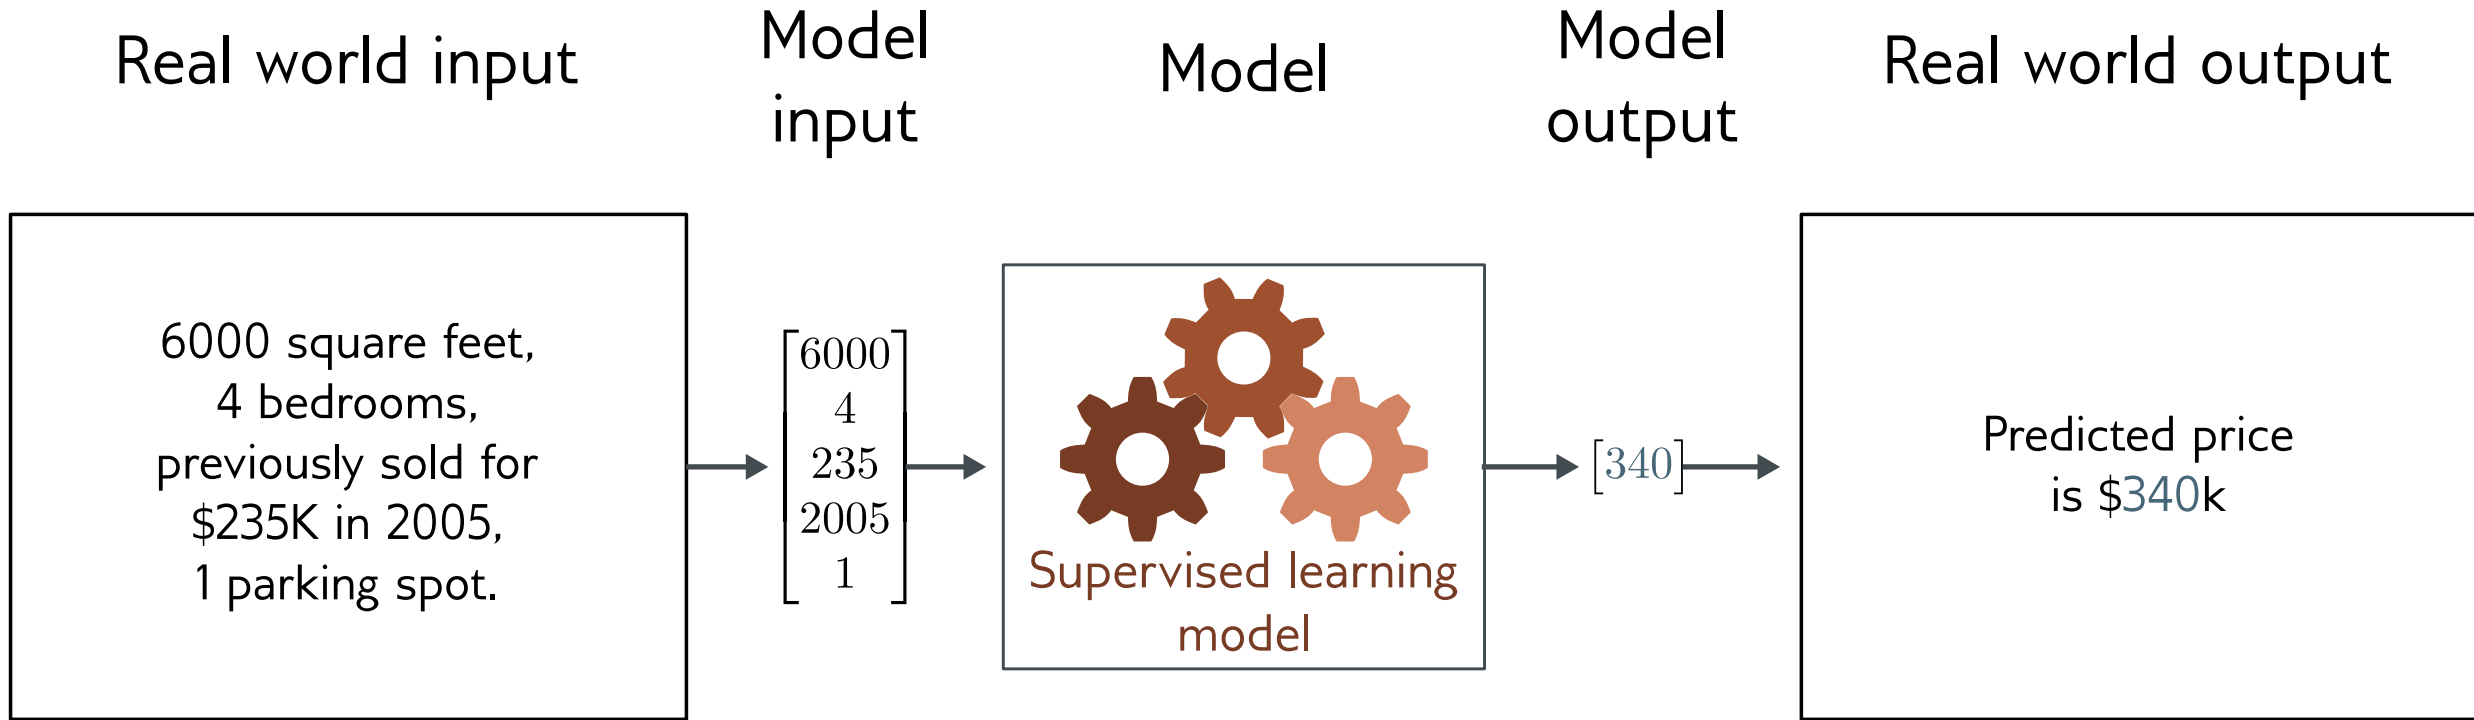 Real world input
Model
input
Model
Model
output
Real world output
6000 square feet,
4 bedrooms,
previously sold for
$235K in 2005,
1 parking spot.
6000
4
235
2005
1
Supervised learning
model
[340]
Predicted price
is $340k